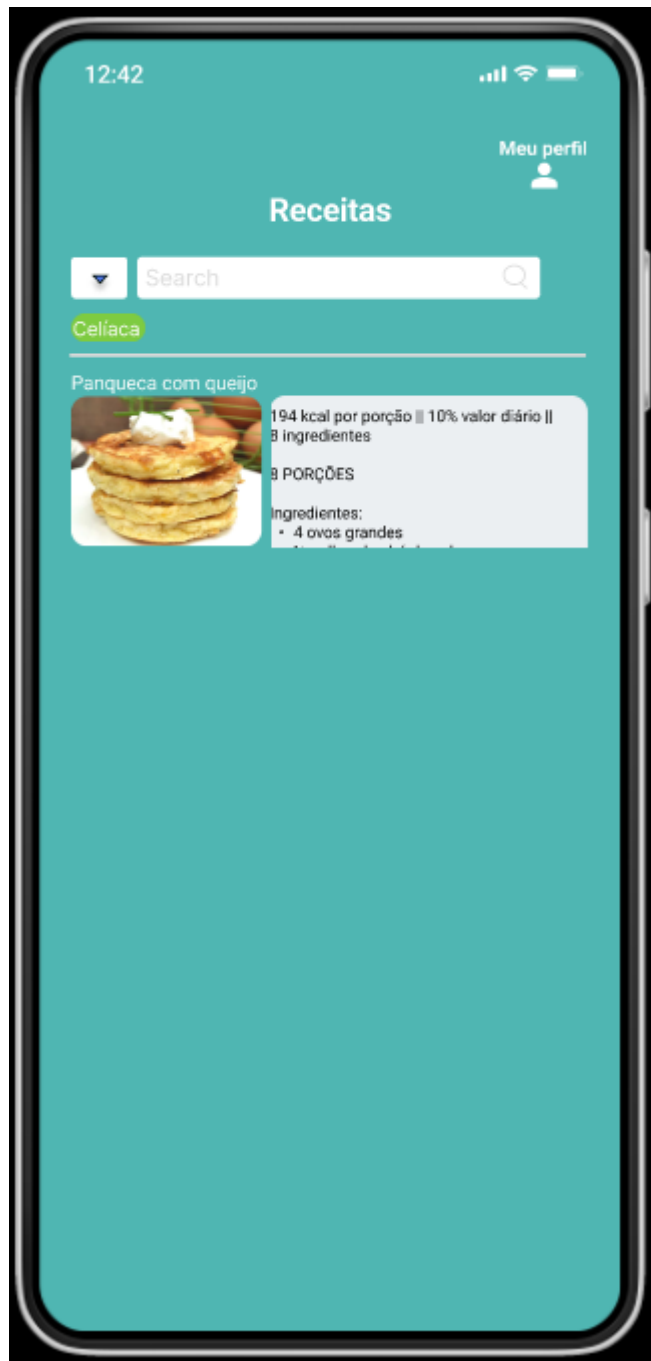 12:42
Meu perfil
Receitas
Search
Celíaca
Panqueca com queijo
194 kcal por porção || 10% valor diário ||
8 ingredientes
8 PORÇÕES
Ingredientes:
• 4 ovos grandes